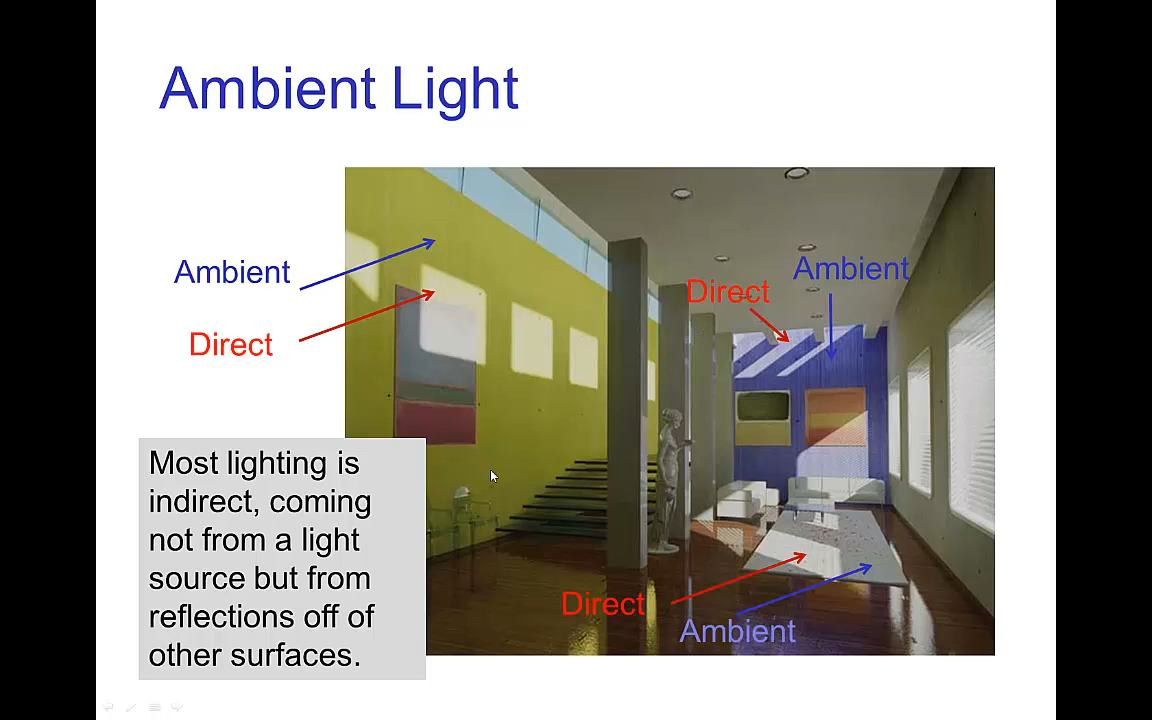 Ambient Light
Ambient
Direct
Direct
Ambient
Most lighting is
indirect, coming
not from a light
source but from
reflections off of
other surfaces.
Direct
Ambient